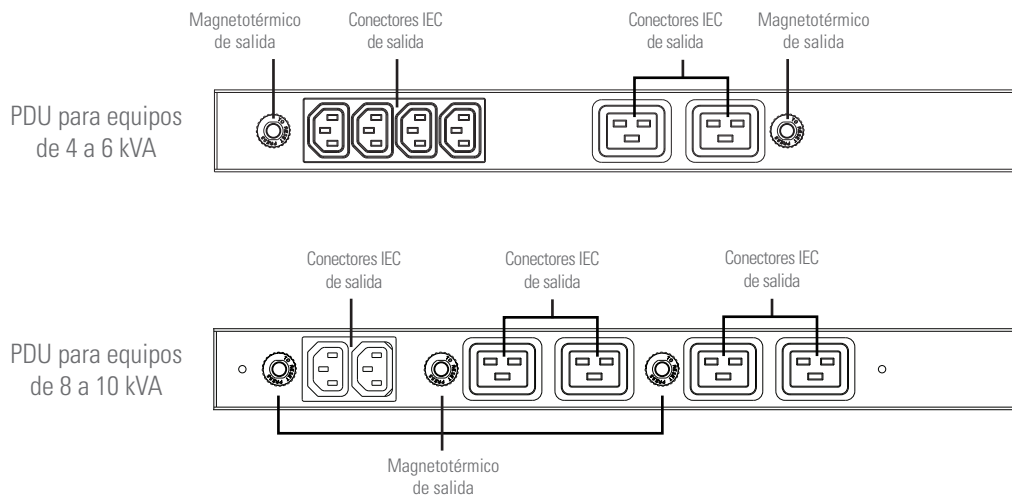 Magnetotérmico
de salida
Conectores IEC
de salida
Conectores IEC
de salida
Magnetotérmico
de salida
PDU para equipos
de 4 a 6 kVA
Conectores IEC
de salida
Conectores IEC
de salida
Conectores IEC
de salida
PDU para equipos
de 8 a 10 kVA
Magnetotérmico
de salida